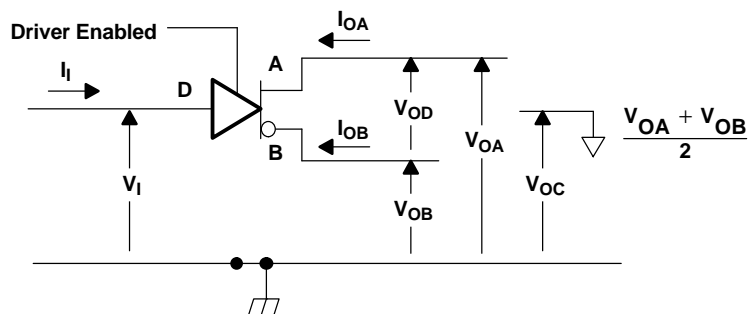 Driver Enabled
I_OA
A
I_I
D
V_OD
V_OA
V_OA + V_OB
2
I_OB
B
V_OC
V_I
V_OB